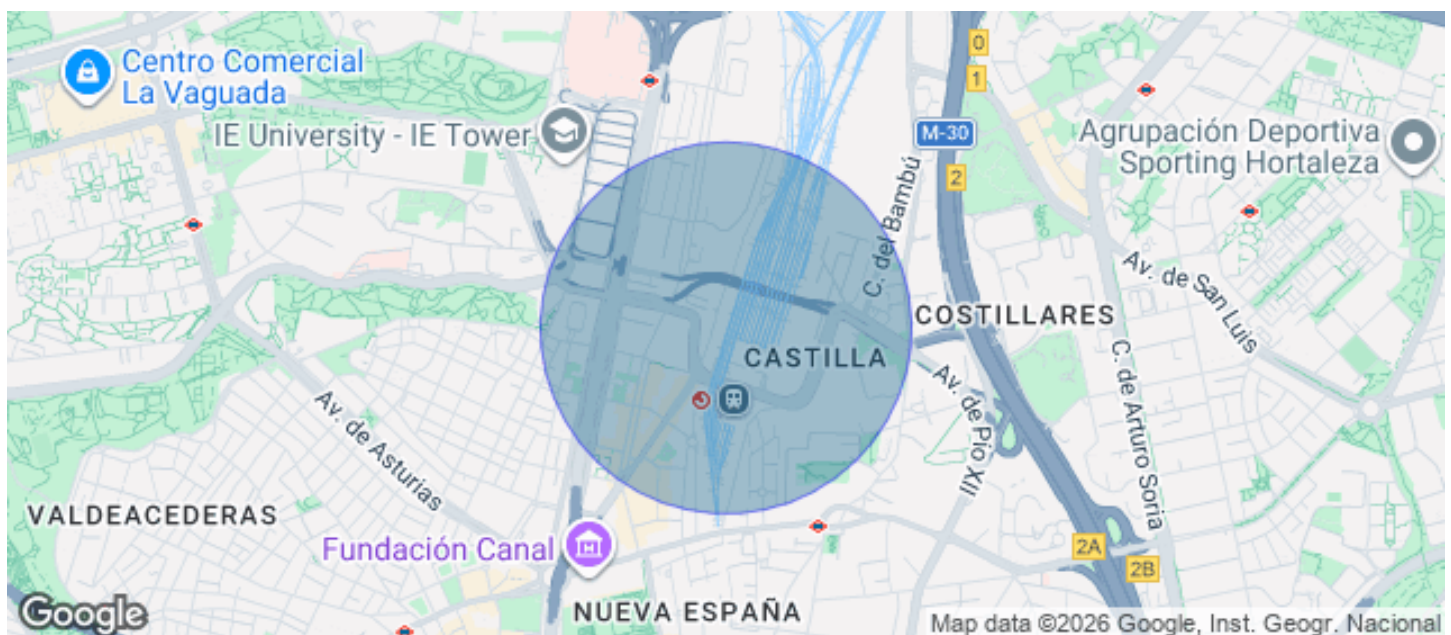 0
1
Centro Comercial
La Vaguada
IE University - IE Tower
M-30
Agrupación Deportiva
Sporting Hortaleza
2
C. del Bambú
Av. de San Luis
COSTILLARES
CASTILLA
Av. de Pío XII
C. de Arturo Soria
Av. de Asturias
VALDEACEDERAS
Fundación Canal
2A
2B
NUEVA ESPAÑA
Google
Map data ©2026 Google, Inst. Geogr. Nacional